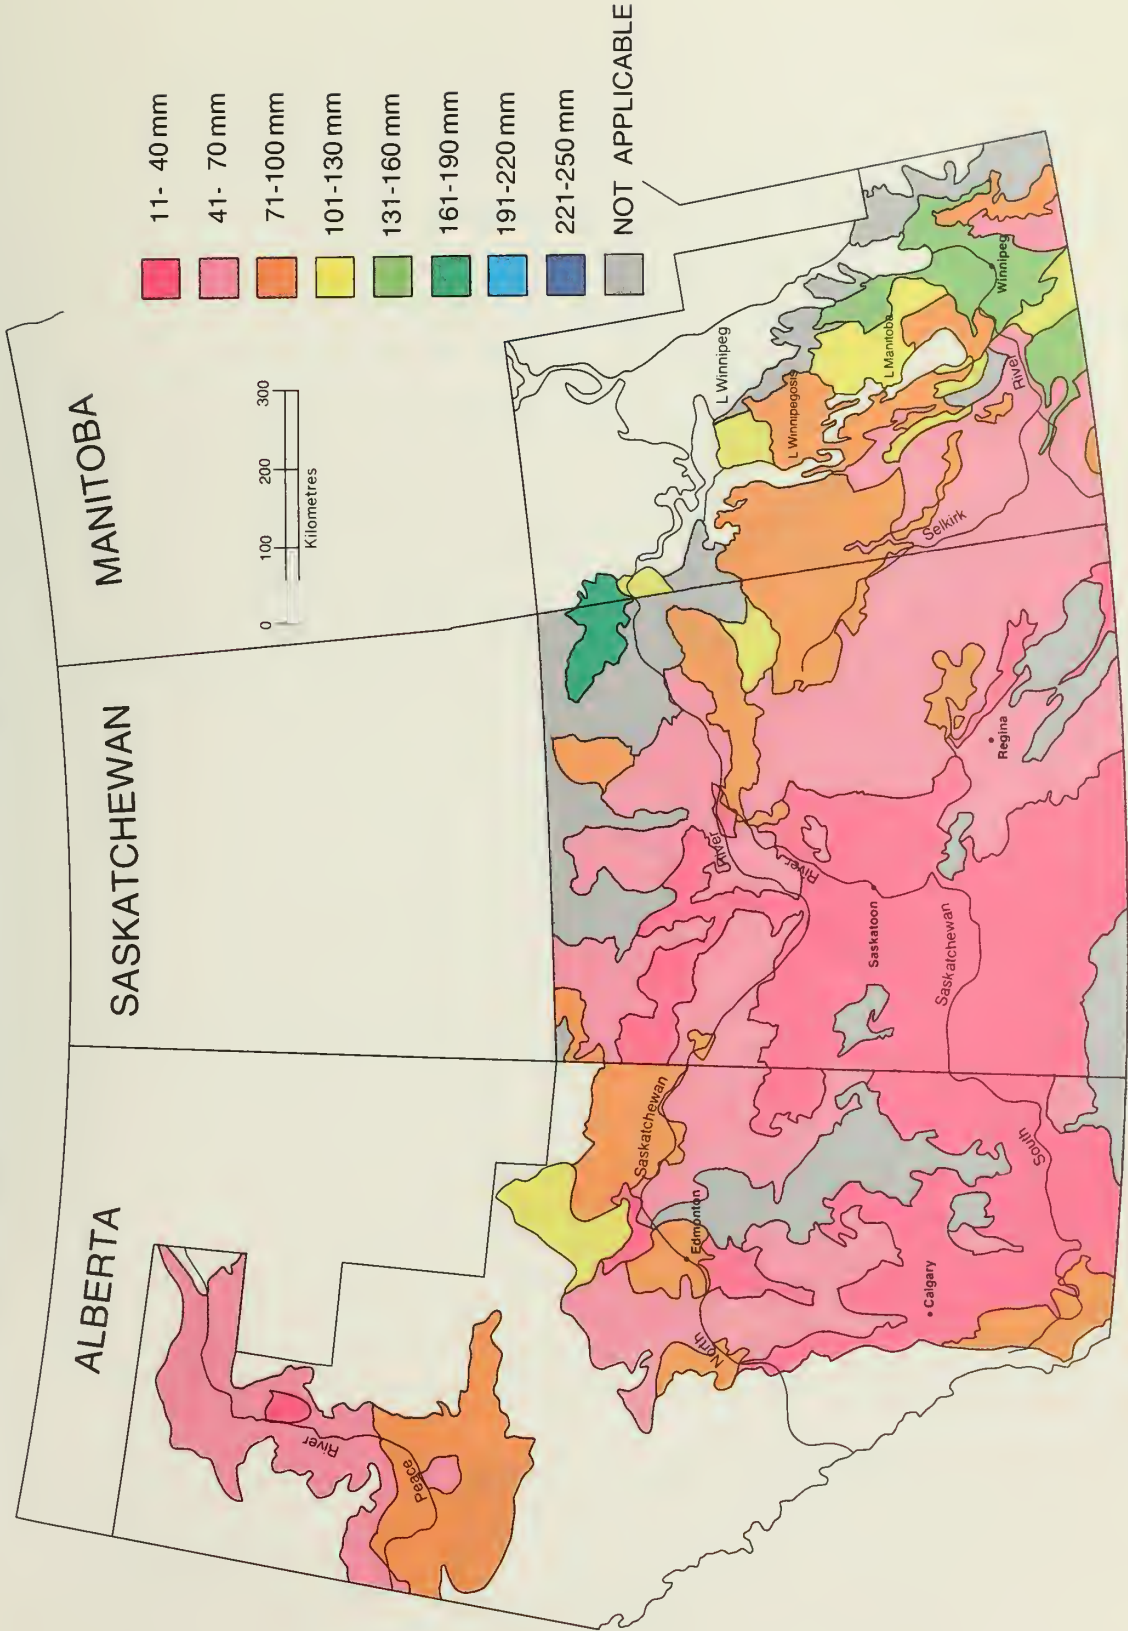 ALBERTA
SASKATCHEWAN
MANITOBA
0 100 200 300
Kilometres
11- 40 mm
41- 70 mm
71-100 mm
101-130 mm
131-160 mm
161-190 mm
191-220 mm
221-250 mm
NOT APPLICABLE
Peace
River
North
Saskatchewan
River
Edmonton
Calgary
South
Saskatchewan
River
Saskatoon
Regina
Selkirk
River
L Winnipeg
L Winnipegosis
L Manitoba
Winnipeg